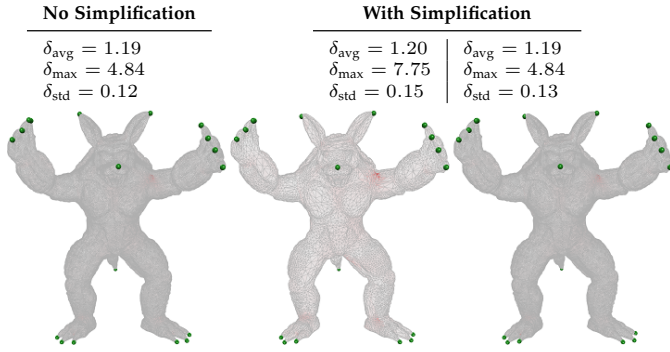 No Simplification
With Simplification
δavg = 1.19
δmax = 4.84
δstd = 0.12
δavg = 1.20
δmax = 7.75
δstd = 0.15
δavg = 1.19
δmax = 4.84
δstd = 0.13